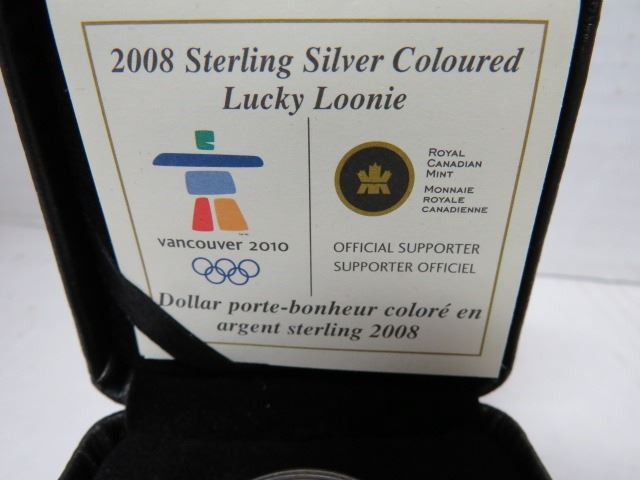 2008 Sterling Silver Coloured
Lucky Loonie
vancouver 2010
ROYAL
CANADIAN
MINT
MONNAIE
ROYALE
CANADIENNE
OFFICIAL SUPPORTER
SUPPORTER OFFICIEL
Dollar porte-bonheur coloré en
argent sterling 2008